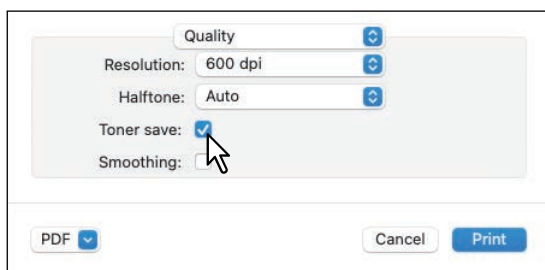 Quality
Resolution: 600 dpi
Halftone: Auto
Toner save:
Smoothing:
PDF Cancel Print